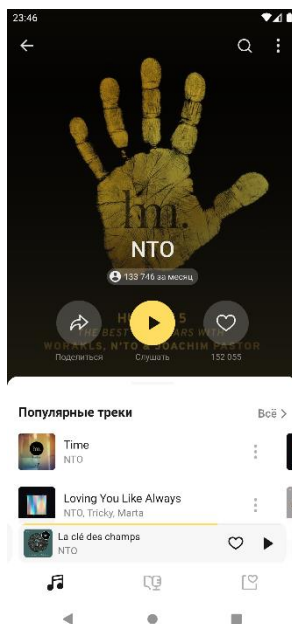 23:46
hm.
NTO
133 746 за месяц
HUNGRY 5
THE BEST OF 5 YEARS WITH
WORAKLS, N'TO & JOACHIM PASTOR
Поделиться
Слушать
152 055
Популярные треки
Всё
Time
NTO
Loving You Like Always
NTO, Tricky, Marta
La clé des champs
NTO